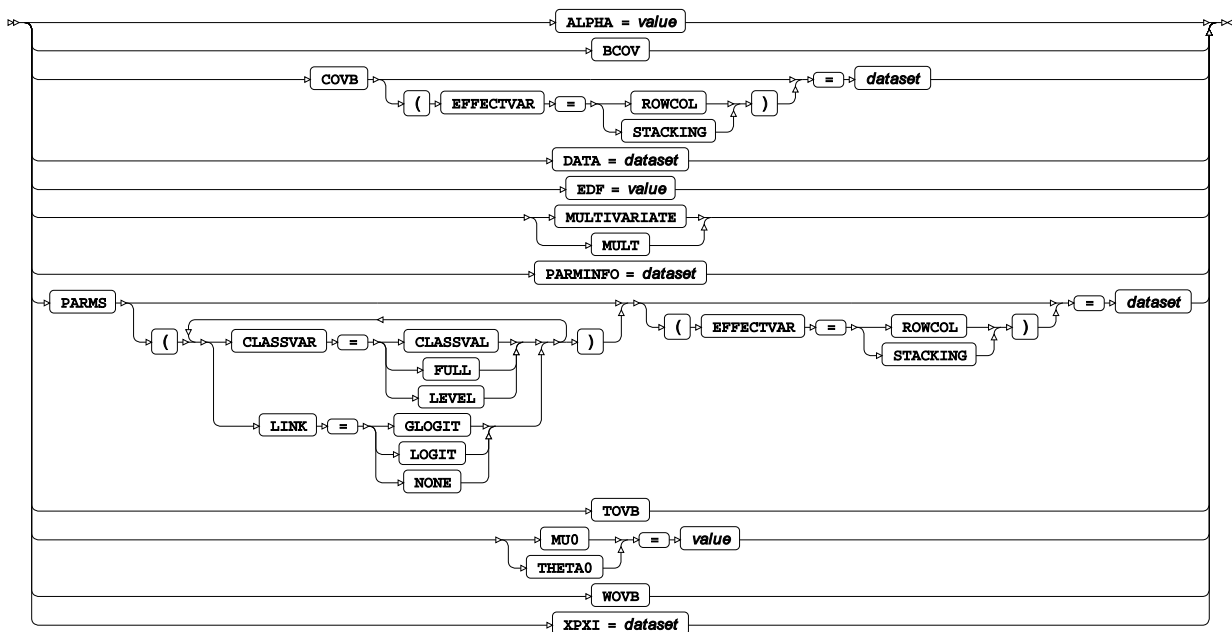 ALPHA = value
BCOV
COVB = dataset
( EFFECTVAR = ROWCOL )
STACKING
DATA = dataset
EDF = value
MULTIVARIATE
MULT
PARMINFO = dataset
PARMS = dataset
( CLASSVAR = CLASSVAL ) ( EFFECTVAR = ROWCOL )
FULL STACKING
LEVEL
LINK = GLOGIT
LOGIT
NONE
TOVB
MU0 = value
THETA0
WOVB
XPXI = dataset